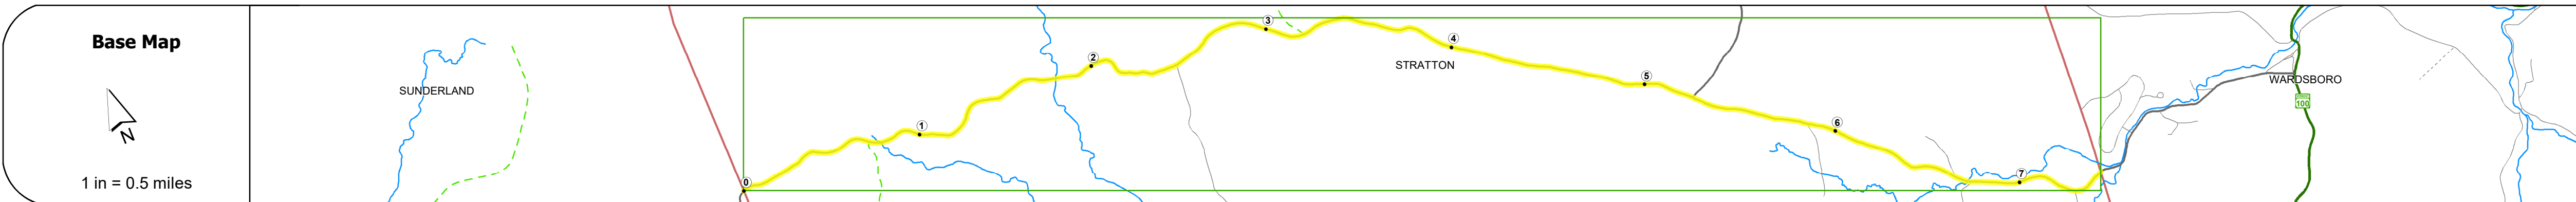 Base Map
N
1 in = 0.5 miles
SUNDERLAND
0
1
2
3
4
STRATTON
5
6
7
WARDSBORO
100